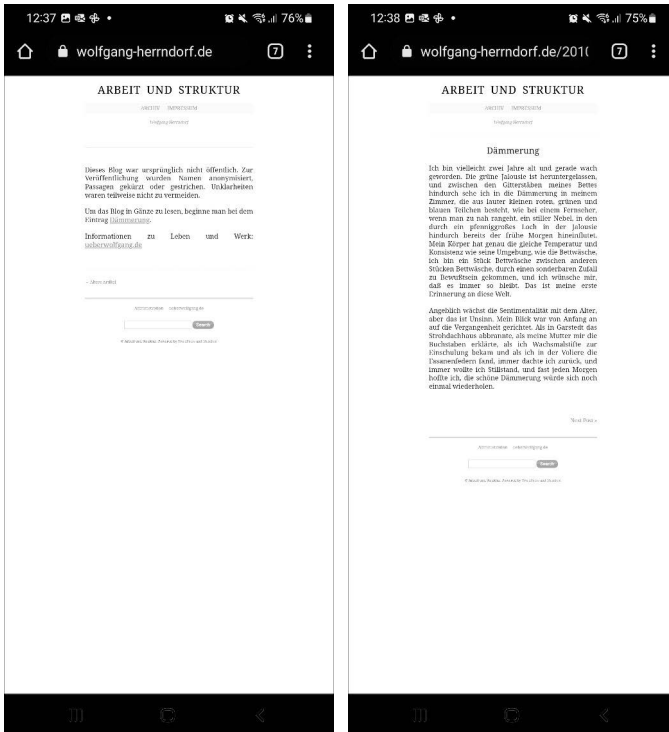 12:37 76%
wolfgang-herrndorf.de 7
ARBEIT UND STRUKTUR
ARCHIV IMPRESSUM
Wolfgang Herrndorf
Dieses Blog war ursprünglich nicht öffentlich. Zur
Veröffentlichung wurden Namen anonymisiert,
Passagen gekürzt oder gestrichen. Unklarheiten
waren teilweise nicht zu vermeiden.
Um das Blog in Gänze zu lesen, beginne man bei dem
Eintrag Dämmerung.
Informationen zu Leben und Werk:
ueberwolfgang.de
Search
12:38 75%
wolfgang-herrndorf.de/201( 7
ARBEIT UND STRUKTUR
ARCHIV IMPRESSUM
Wolfgang Herrndorf
Dämmerung
Ich bin vielleicht zwei Jahre alt und gerade wach
geworden. Die grüne Jalousie ist heruntergelassen,
und zwischen den Gitterstäben meines Bettes
hindurch sehe ich in die Dämmerung in meinem
Zimmer, die aus lauter kleinen roten, grünen und
blauen Teilchen besteht, wie bei einem Fernseher,
wenn man zu nah rangeht, ein stiller Nebel, in den
durch ein pfenniggroßes Loch in der Jalousie
hindurch bereits der frühe Morgen hineinflutet.
Mein Körper hat genau die gleiche Temperatur und
Konsistenz wie seine Umgebung, wie die Bettwäsche,
ich bin ein Stück Bettwäsche zwischen anderen
Stücken Bettwäsche, durch einen sonderbaren Zufall
zu Bewußtsein gekommen, und ich wünsche mir,
daß es immer so bleibt. Das ist meine erste
Erinnerung an diese Welt.
Angeblich wächst die Sentimentalität mit dem Alter,
aber das ist Unsinn. Mein Blick war von Anfang an
auf die Vergangenheit gerichtet. Als in Garstedt das
Strohdachhaus abbrannte, als meine Mutter mir die
Buchstaben erklärte, als ich Wachsmalstifte zur
Einschulung bekam und als ich in der Voliere die
Fasanenfedern fand, immer dachte ich zurück, und
immer wollte ich Stillstand, und fast jeden Morgen
hoffte ich, die schöne Dämmerung würde sich noch
einmal wiederholen.
Next Post »
Search